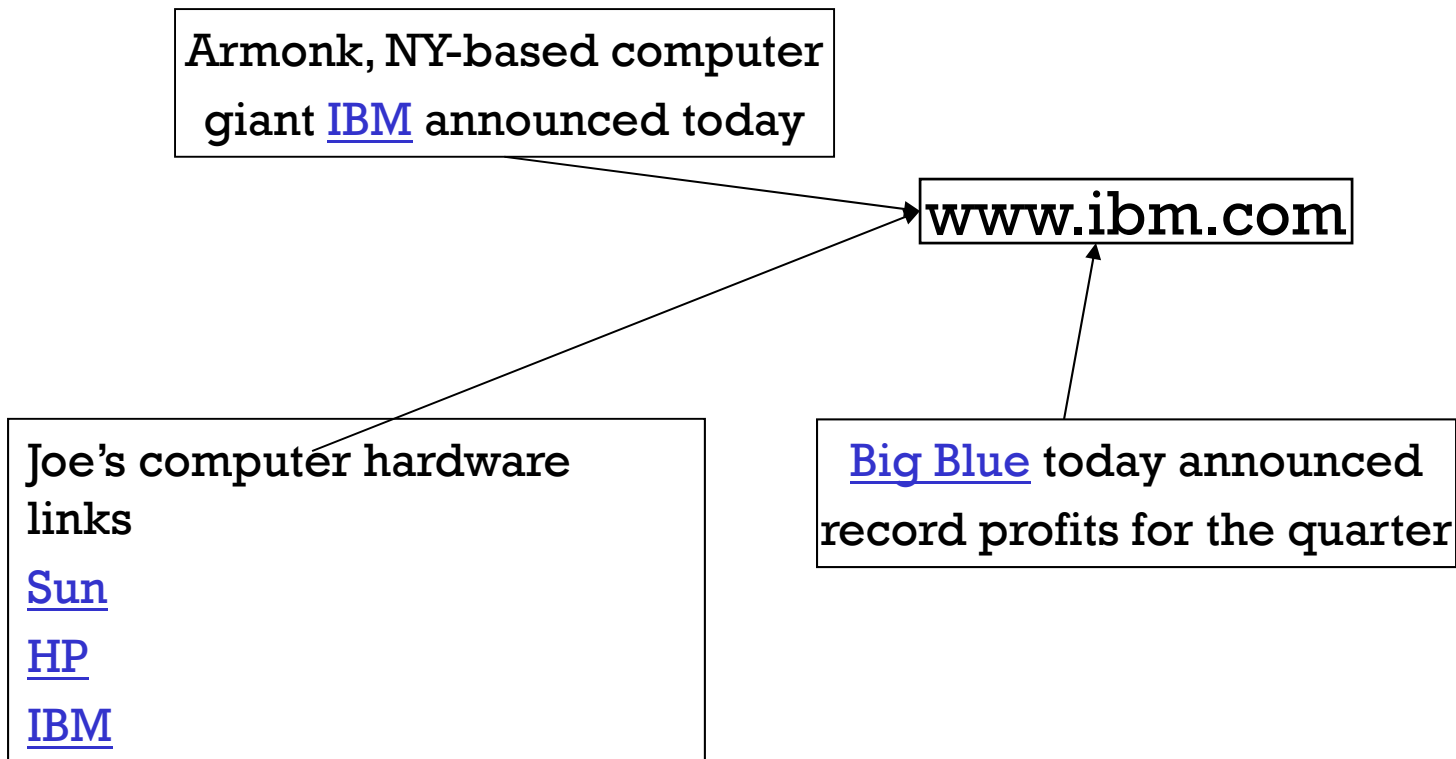 Armonk, NY-based computer
giant IBM announced today
www.ibm.com
Joe’s computer hardware
links
Sun
HP
IBM
Big Blue today announced
record profits for the quarter